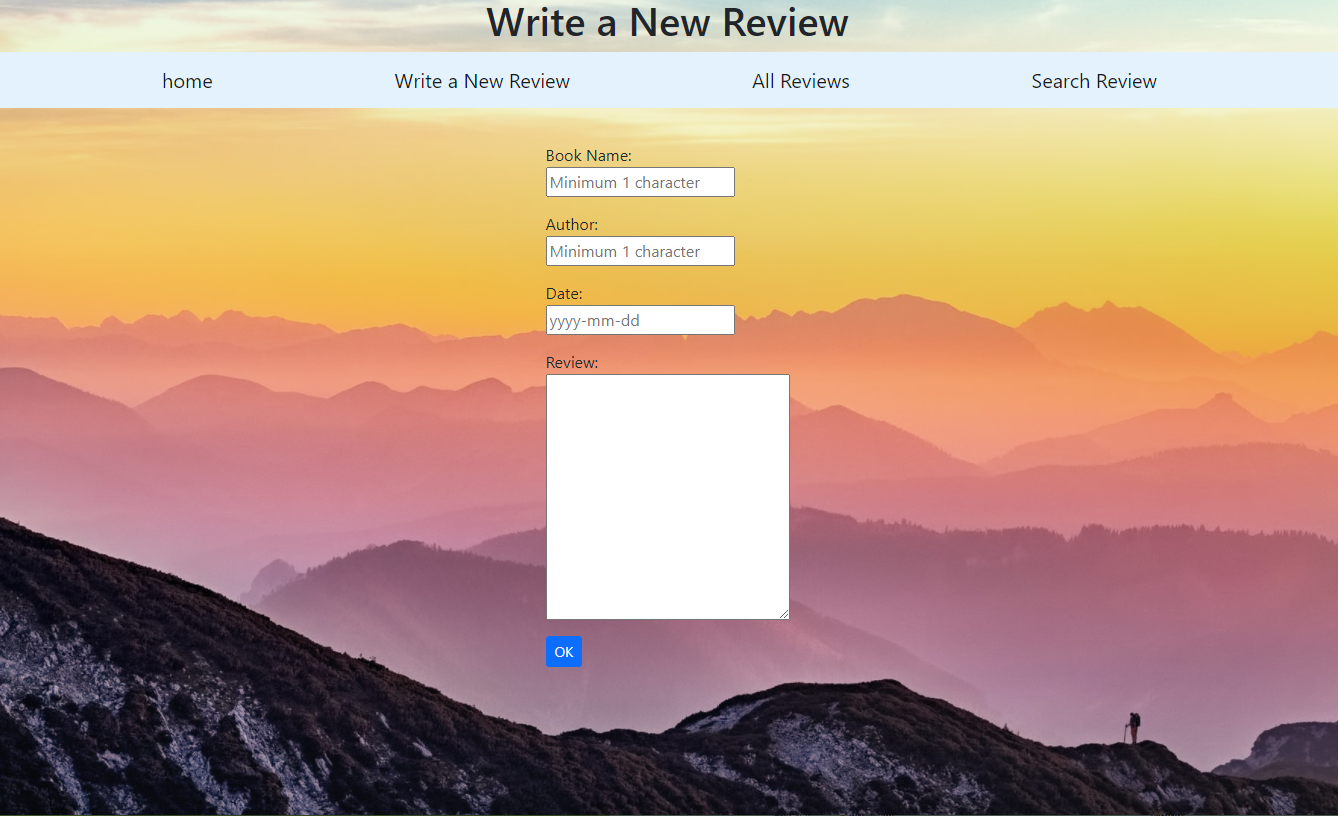 Write a New Review
home Write a New Review All Reviews Search Review
Book Name:
Minimum 1 character
Author:
Minimum 1 character
Date:
yyyy-mm-dd
Review:
OK